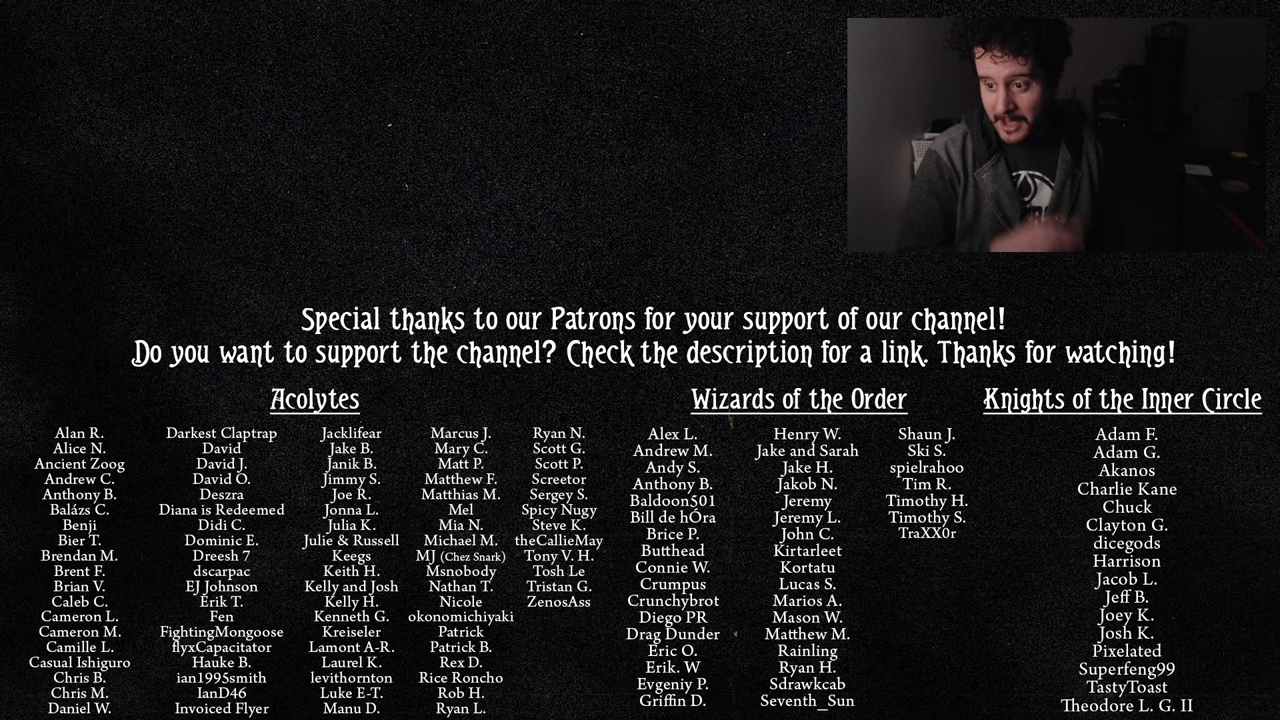 Special thanks to our Patrons for your support of our channel!
Do you want to support the channel? Check the description for a link. Thanks for watching!
Acolytes
Alan R.
Alice N.
Ancient Zoog
Andrew C.
Anthony B.
Balázs C.
Benji
Bier T.
Brendan M.
Brent F.
Brian V.
Caleb C.
Cameron L.
Cameron M.
Camille L.
Casual Ishiguro
Chris B.
Chris M.
Daniel W.
Darkest Claptrap
David
David J.
David O.
Deszra
Diana is Redeemed
Didi C.
Dominic E.
Dreesh 7
dscarpac
EJ Johnson
Erik T.
Fen
FightingMongoose
flyxCapacitator
Hauke B.
ian1995smith
IanD46
Invoiced Flyer
Jacklifear
Jake B.
Janik B.
Jimmy S.
Joe R.
Jonna L.
Julia K.
Julie & Russell
Keegs
Keith H.
Kelly and Josh
Kelly H.
Kenneth G.
Kreiseler
Lamont A-R.
Laurel K.
levithornton
Luke E-T.
Manu D.
Marcus J.
Mary C.
Matt P.
Matthew F.
Matthias M.
Mel
Mia N.
Michael M.
MJ (Chez Snark)
Msnobody
Nathan T.
Nicole
okonomichiyaki
Patrick
Patrick B.
Rex D.
Rice Roncho
Rob H.
Ryan L.
Ryan N.
Scott G.
Scott P.
Screetor
Sergey S.
Spicy Nugy
Steve K.
theCallieMay
Tony V. H.
Tosh Le
Tristan G.
ZenosAss
Wizards of the Order
Alex L.
Andrew M.
Andy S.
Anthony B.
Baldoon501
Bill de hÓra
Brice P.
Butthead
Connie W.
Crumpus
Crunchybrot
Diego PR
Drag Dunder
Eric O.
Erik. W
Evgeniy P.
Griffin D.
Henry W.
Jake and Sarah
Jake H.
Jakob N.
Jeremy
Jeremy L.
John C.
Kirtarleet
Kortatu
Lucas S.
Marios A.
Mason W.
Matthew M.
Rainling
Ryan H.
Sdrawkcab
Seventh_Sun
Shaun J.
Ski S.
spielrahoo
Tim R.
Timothy H.
Timothy S.
TraXX0r
Knights of the Inner Circle
Adam F.
Adam G.
Akanos
Charlie Kane
Chuck
Clayton G.
dicegods
Harrison
Jacob L.
Jeff B.
Joey K.
Josh K.
Pixelated
Superfeng99
TastyToast
Theodore L. G. II